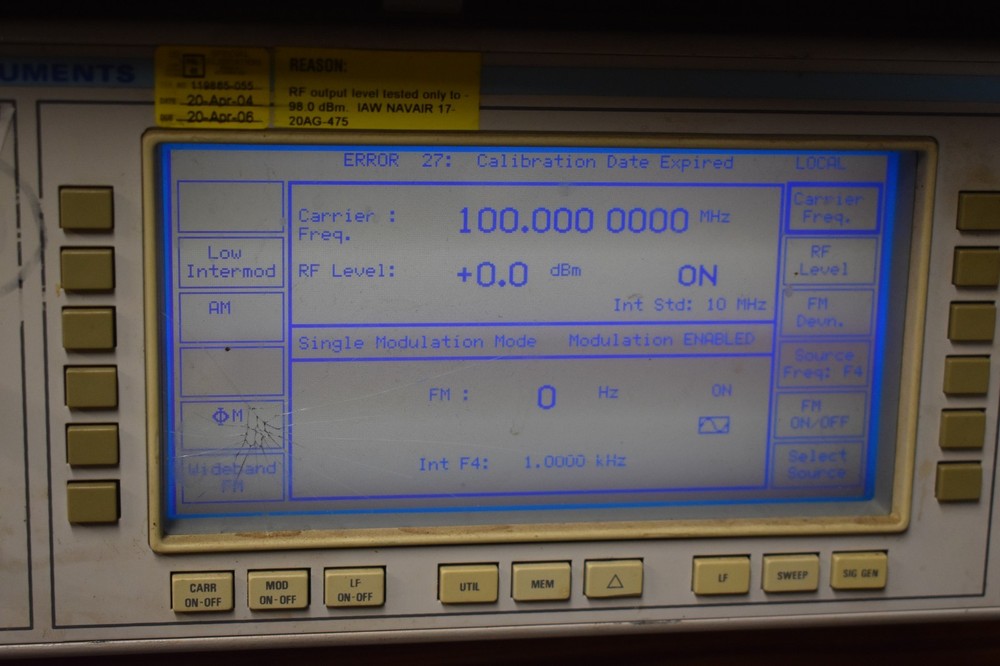 UMENTS
119885-055
20-Apr-04
20-Apr-06
REASON:
RF output level tested only to -
98.0 dBm. IAW NAVAIR 17-
20AG-475
ERROR 27: Calibration Date Expired
LOCAL
Low
Intermod
AM
ΦM
Wideband
FM
Carrier :
Freq.
100.000 0000 MHz
RF Level:
+0.0 dBm ON
Int Std: 10 MHz
Single Modulation Mode Modulation ENABLED
FM : 0 Hz ON
Int F4: 1.0000 kHz
Carrier
Freq.
RF
Level
FM
Devn.
Source
Freq: F4
FM
ON/OFF
Select
Source
CARR
ON-OFF
MOD
ON-OFF
LF
ON-OFF
UTIL
MEM
△
LF
SWEEP
SIG GEN